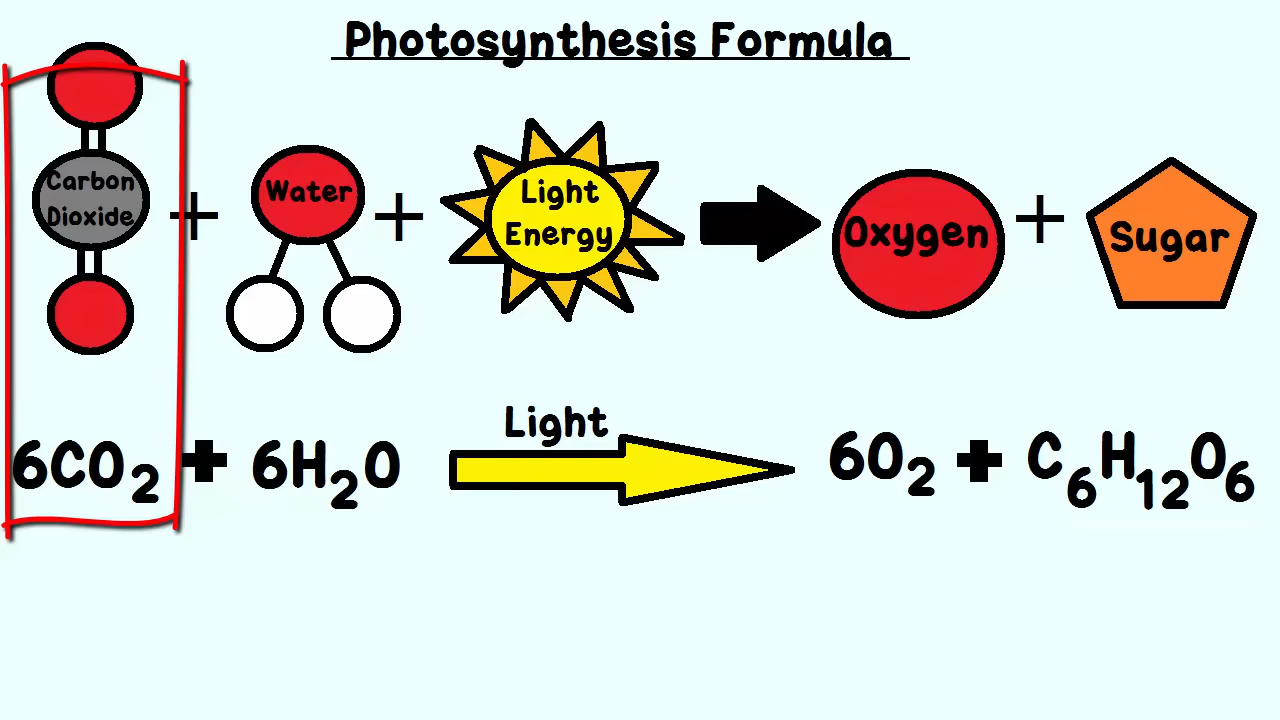 Photosynthesis Formula
Carbon Dioxide + Water + Light Energy Oxygen + Sugar
Light
6CO₂ + 6H₂O 6O₂ + C₆H₁₂O₆